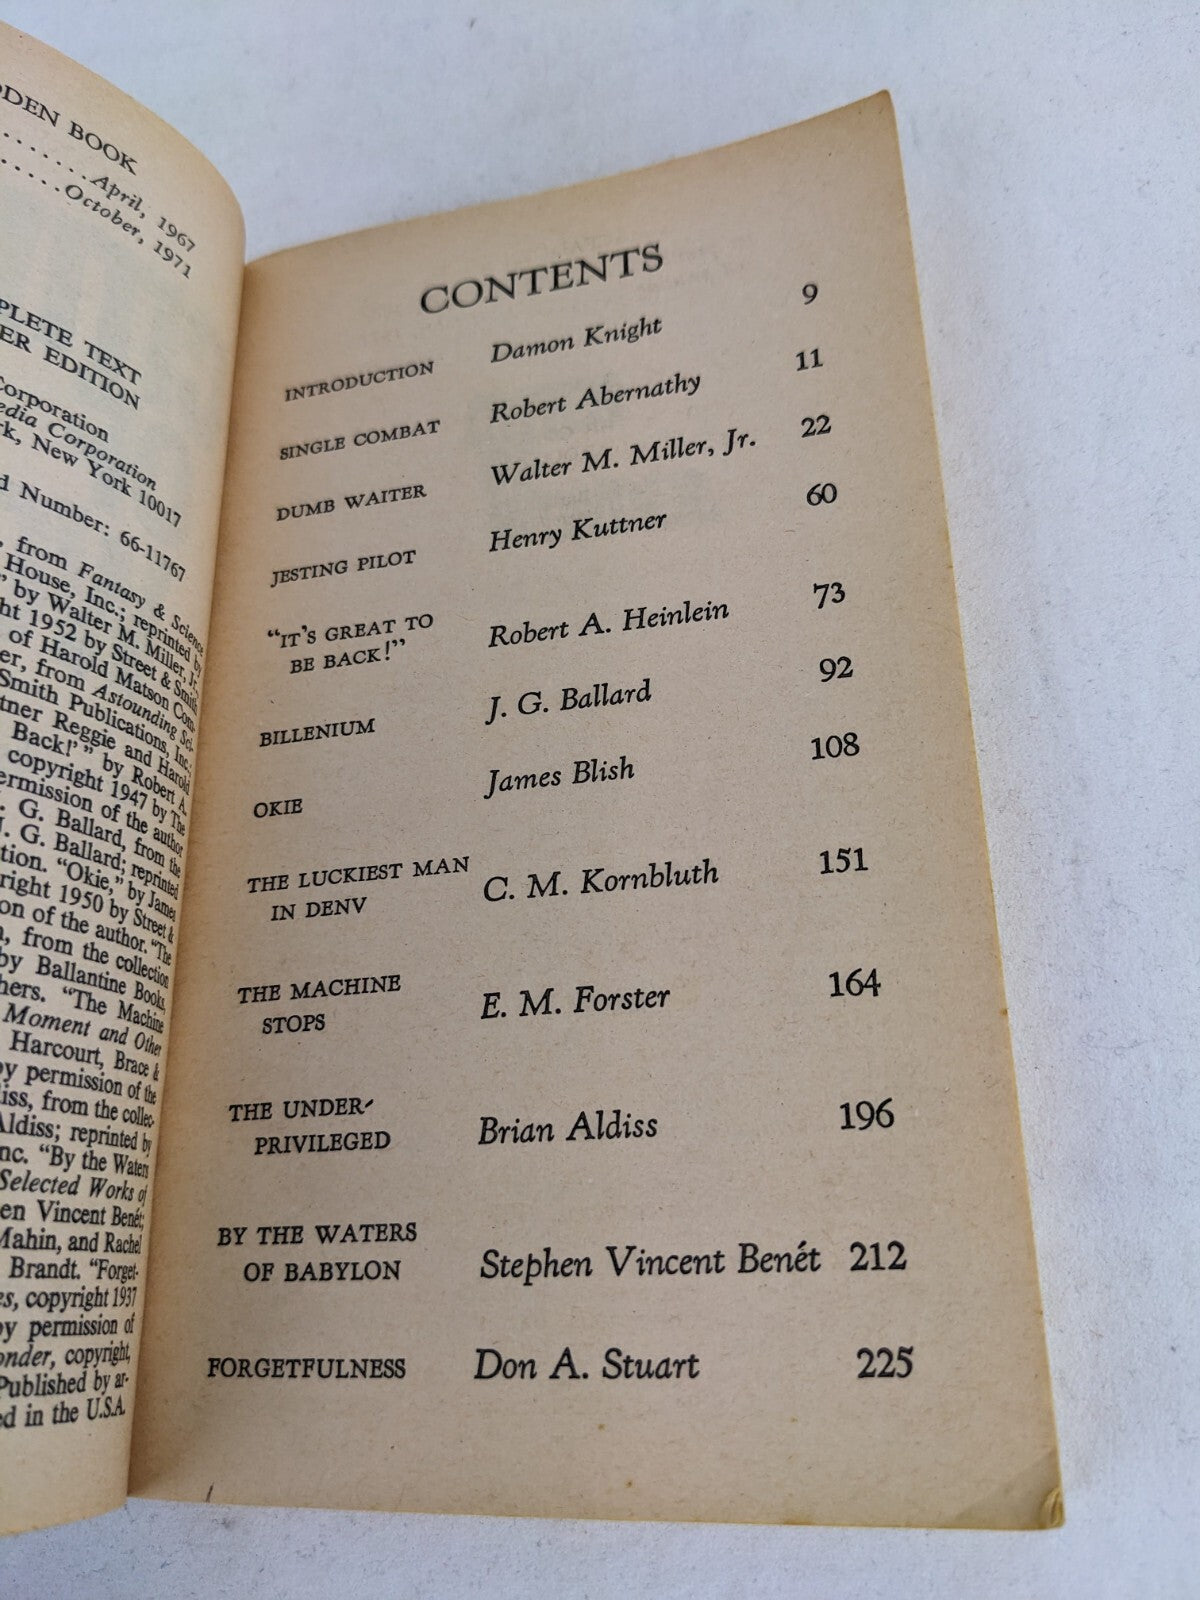 DDEN BOOK
.......April, 1967
.....October, 1971
PLETE TEXT
ER EDITION
Corporation
edia Corporation
rk, New York 10017
d Number: 66-11767
, from Fantasy & Science
House, Inc.; reprinted by
" by Walter M. Miller, Jr.,
ht 1952 by Street & Smith
of Harold Matson Com-
er, from Astounding Sci-
Smith Publications, Inc.;
tner Reggie and Harold
Back!' " by Robert A.
copyright 1947 by The
ermission of the author
. G. Ballard, from the
J. G. Ballard; reprinted
tion. "Okie," by James
right 1950 by Street &
on of the author. "The
, from the collection
by Ballantine Books,
hers. "The Machine
Moment and Other
Harcourt, Brace &
by permission of the
iss, from the collec-
Aldiss; reprinted by
nc. "By the Waters
Selected Works of
en Vincent Benét;
Mahin, and Rachel
Brandt. "Forget-
es, copyright 1937
by permission of
onder, copyright,
Published by ar-
ed in the U.S.A.
CONTENTS
INTRODUCTION Damon Knight 9
SINGLE COMBAT Robert Abernathy 11
DUMB WAITER Walter M. Miller, Jr. 22
JESTING PILOT Henry Kuttner 60
"IT'S GREAT TO
BE BACK!" Robert A. Heinlein 73
BILLENIUM J. G. Ballard 92
OKIE James Blish 108
THE LUCKIEST MAN
IN DENV C. M. Kornbluth 151
THE MACHINE
STOPS E. M. Forster 164
THE UNDER-
PRIVILEGED Brian Aldiss 196
BY THE WATERS
OF BABYLON Stephen Vincent Benét 212
FORGETFULNESS Don A. Stuart 225